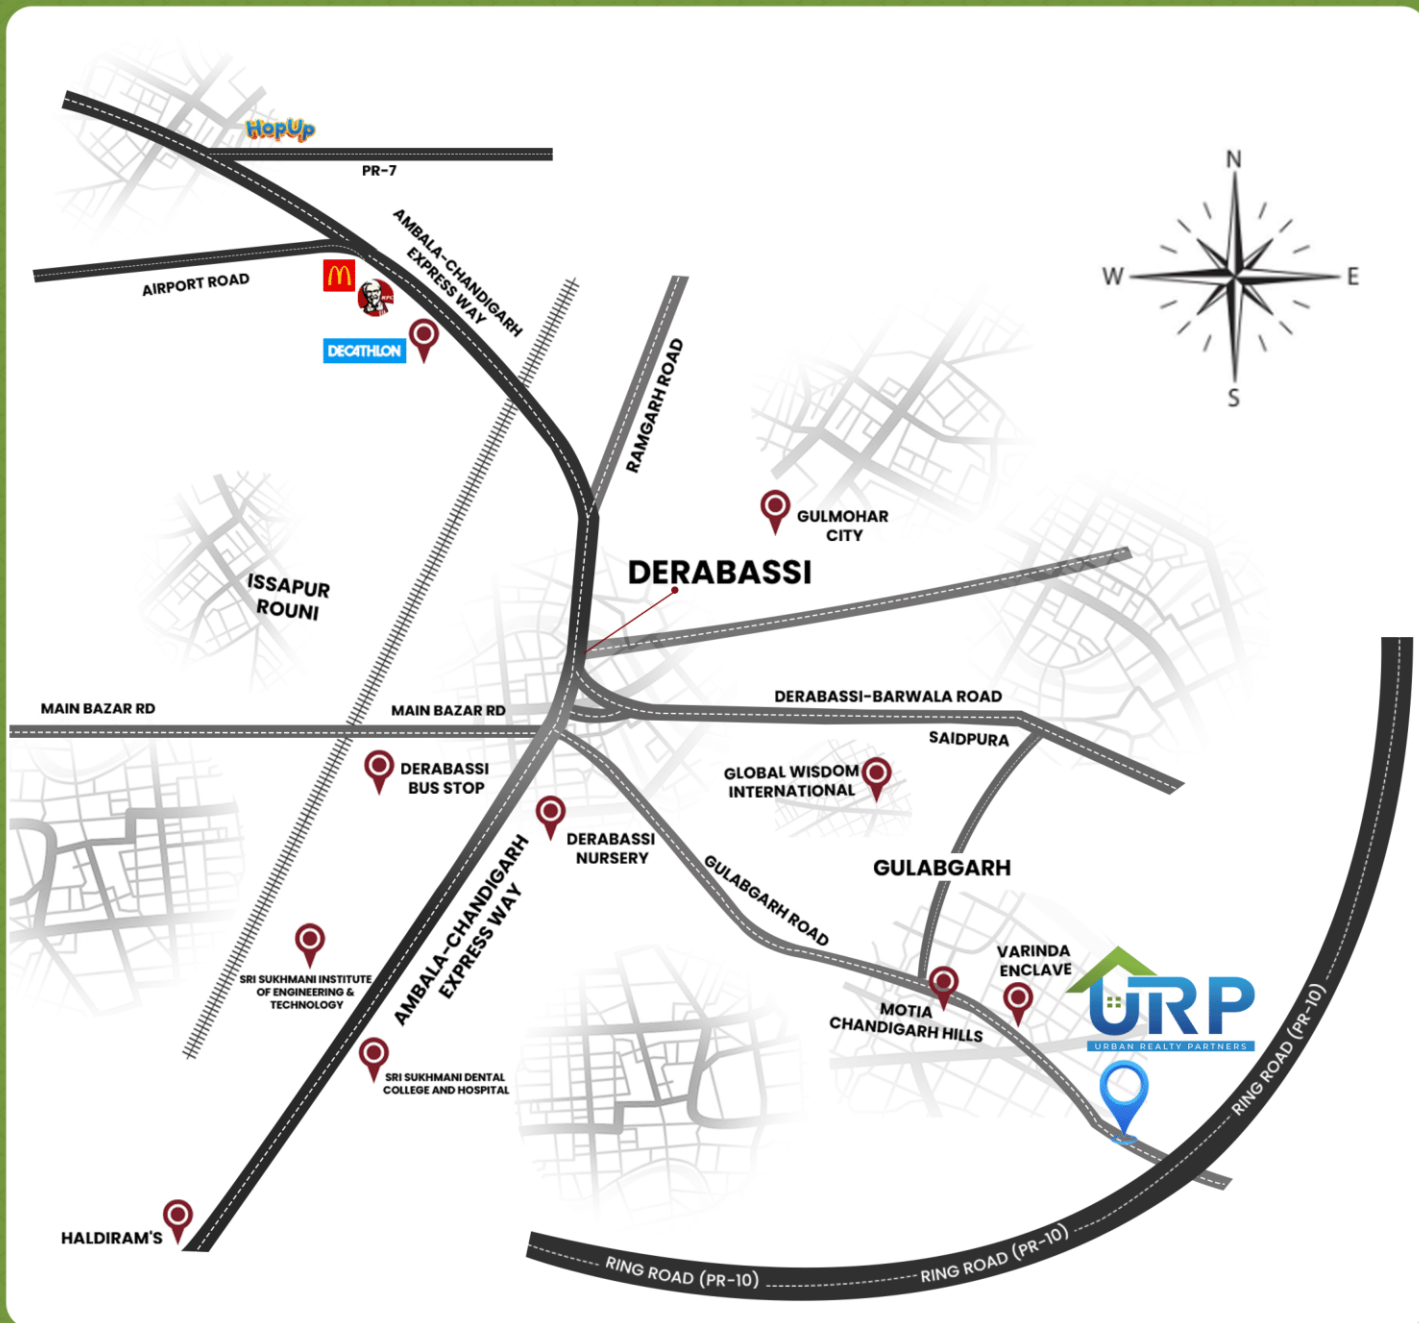 HopUp
PR-7
AMBALA-CHANDIGARH
EXPRESS WAY
AIRPORT ROAD
KFC
DECATHLON
N
W
E
S
RAMGARH ROAD
GULMOHAR
CITY
DERABASSI
ISSAPUR
ROUNI
MAIN BAZAR RD
MAIN BAZAR RD
DERABASSI-BARWALA ROAD
SAIDPURA
DERABASSI
BUS STOP
GLOBAL WISDOM
INTERNATIONAL
DERABASSI
NURSERY
GULABGARH
GULABGARH ROAD
AMBALA-CHANDIGARH
EXPRESS WAY
SRI SUKHMANI INSTITUTE
OF ENGINEERING &
TECHNOLOGY
VARINDA
ENCLAVE
MOTIA
CHANDIGARH HILLS
URP
URBAN REALTY PARTNERS
SRI SUKHMANI DENTAL
COLLEGE AND HOSPITAL
RING ROAD (PR-10)
HALDIRAM'S
RING ROAD (PR-10)
RING ROAD (PR-10)